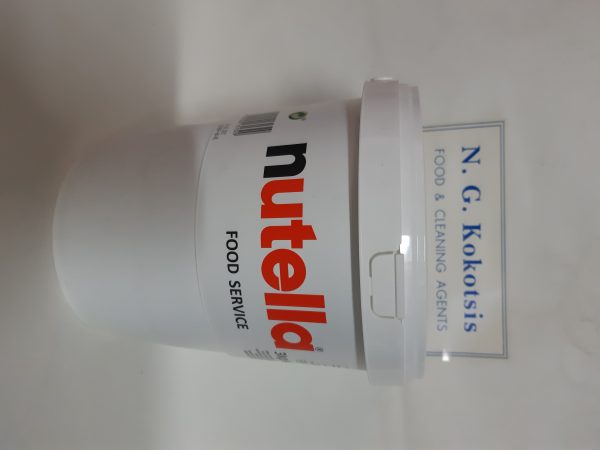 N. G. Kokotsis
FOOD & CLEANING AGENTS
nutella®
FOOD SERVICE